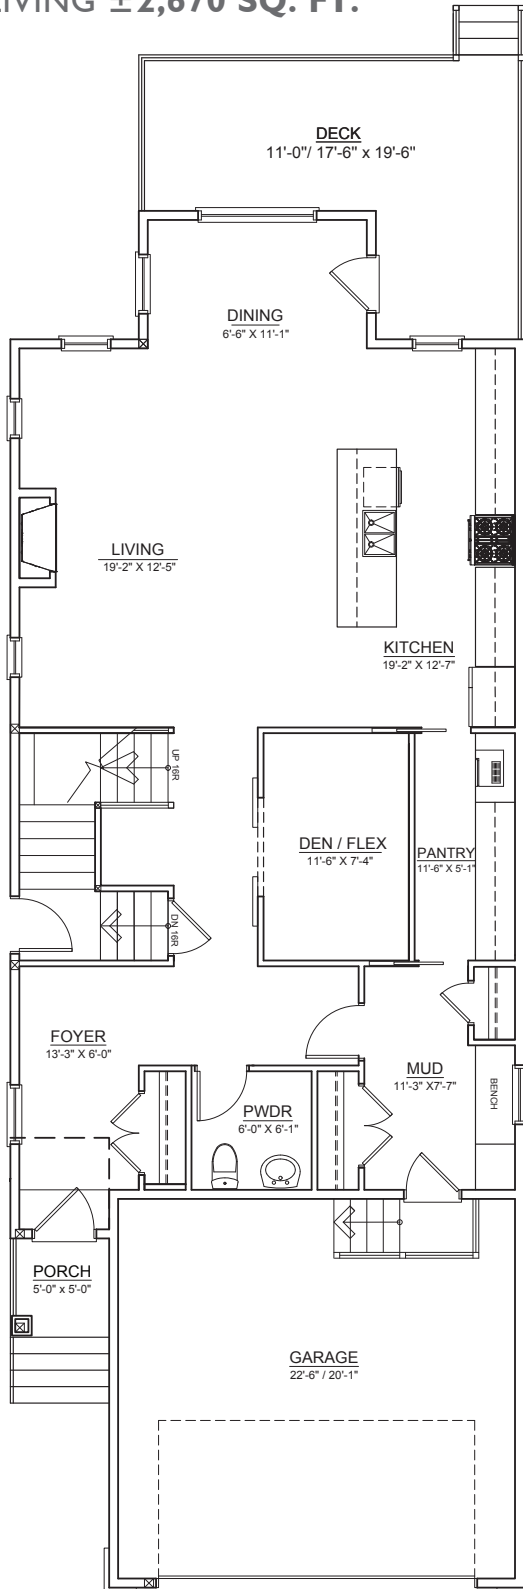 LIVING ±2,670 SQ. FT.
DECK
11'-0"/ 17'-6" x 19'-6"
DINING
6'-6" X 11'-1"
LIVING
19'-2" X 12'-5"
KITCHEN
19'-2" X 12'-7"
UP 16R
DEN / FLEX
11'-6" X 7'-4"
PANTRY
11'-6" X 5'-1"
DN 16R
FOYER
13'-3" X 6'-0"
MUD
11'-3" X7'-7"
BENCH
PWDR
6'-0" X 6'-1"
PORCH
5'-0" x 5'-0"
GARAGE
22'-6" / 20'-1"